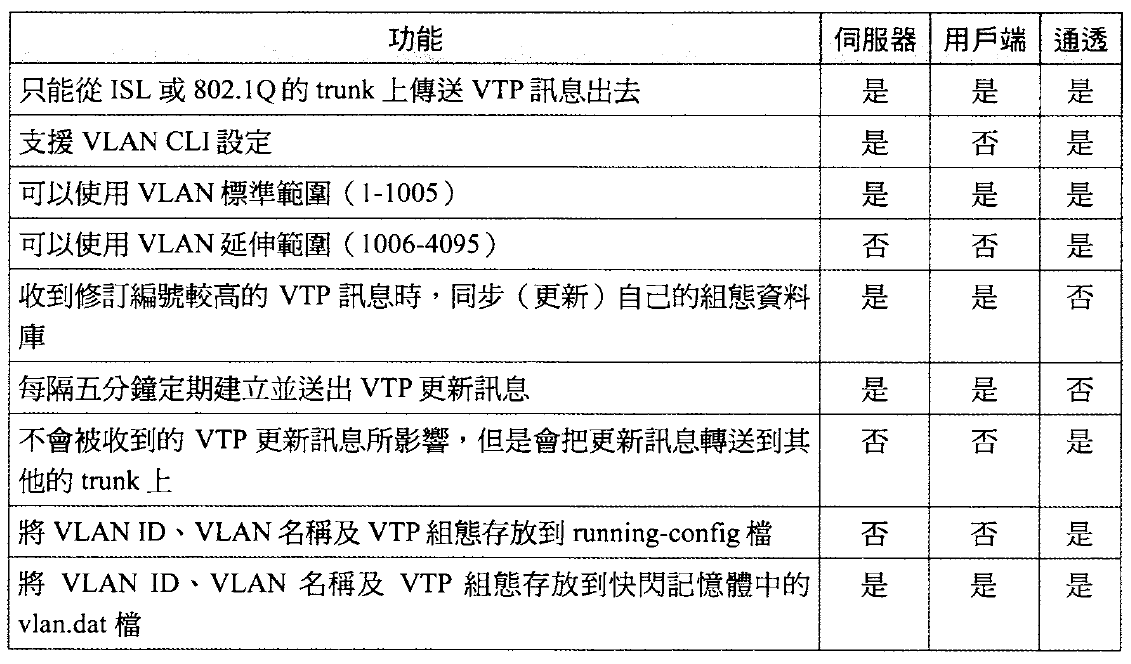 功能 伺服器 用戶端 通透
只能從 ISL 或 802.1Q 的 trunk 上傳送 VTP 訊息出去 是 是 是
支援 VLAN CLI 設定 是 否 是
可以使用 VLAN 標準範圍（1-1005） 是 是 是
可以使用 VLAN 延伸範圍（1006-4095） 否 否 是
收到修訂編號較高的 VTP 訊息時，同步（更新）自己的組態資料 是 是 否
庫
每隔五分鐘定期建立並送出 VTP 更新訊息 是 是 否
不會被收到的 VTP 更新訊息所影響，但是會把更新訊息轉送到其 否 否 是
他的 trunk 上
將 VLAN ID、VLAN 名稱及 VTP 組態存放到 running-config 檔 否 否 是
將 VLAN ID、VLAN 名稱及 VTP 組態存放到快閃記憶體中的 是 是 是
vlan.dat 檔